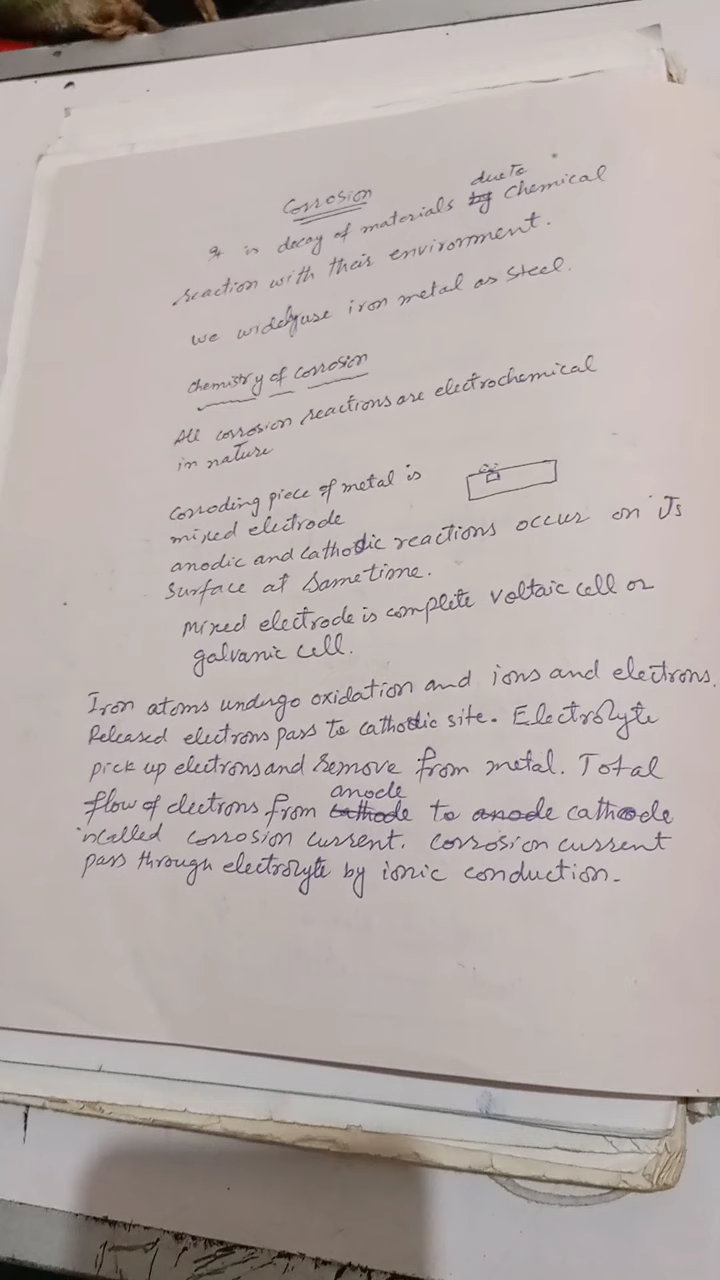 Corrosion
It is decay of materials by due to chemical
reaction with their environment.
we widely use iron metal as steel.
chemistry of corrosion
All corrosion reactions are electrochemical
in nature
corroding piece of metal is
mixed electrode
anodic and cathodic reactions occur on Its
surface at same time.
Mixed electrode is complete voltaic cell or
galvanic cell.
Iron atoms undergo oxidation and ions and electrons.
Released electrons pass to cathodic site. Electrolyte
pick up electrons and remove from metal. Total
flow of electrons from cathode anode to anode cathode
is called corrosion current. Corrosion current
pass through electrolyte by ionic conduction.